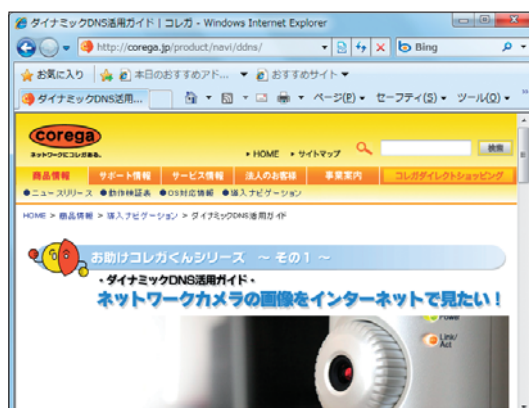 ダイナミックDNS活用ガイド | コレガ - Windows Internet Explorer
http://corega.jp/product/navi/ddns/
Bing
お気に入り 本日のおすすめアド... おすすめサイト
ダイナミックDNS活用...
ページ(P) セーフティ(S) ツール(O)
corega
ネットワークにコレがある。
HOME サイトマップ 検索
商品情報 サポート情報 サービス情報 法人のお客様 事業案内 コレガダイレクトショッピング
●ニュースリリース ●動作検証表 ●OS対応情報 ●導入ナビゲーション
HOME > 商品情報 > 導入ナビゲーション > ダイナミックDNS活用ガイド
お助けコレガくんシリーズ ～ その1 ～
・ダイナミックDNS活用ガイド・
ネットワークカメラの画像をインターネットで見たい！
Power
Link/
Act